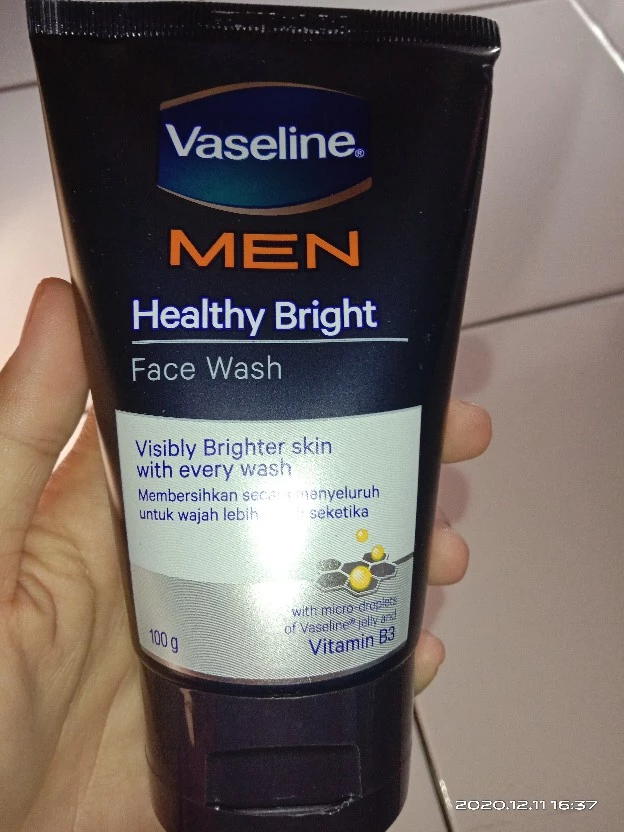 Vaseline®
MEN
Healthy Bright
Face Wash
Visibly Brighter skin
with every wash
Membersihkan menyeluruh
untuk wajah lebih seketika
with micro-droplets
of Vaseline® jelly and
Vitamin B3
100 g
2020.12.11 16:37